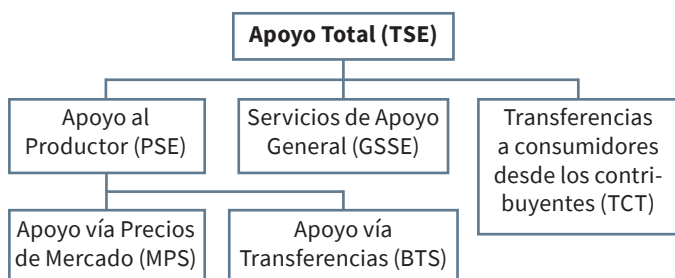 Apoyo Total (TSE)
Apoyo al
Productor (PSE)
Servicios de Apoyo
General (GSSE)
Transferencias
a consumidores
desde los contri-
buyentes (TCT)
Apoyo vía Precios
de Mercado (MPS)
Apoyo vía
Transferencias (BTS)